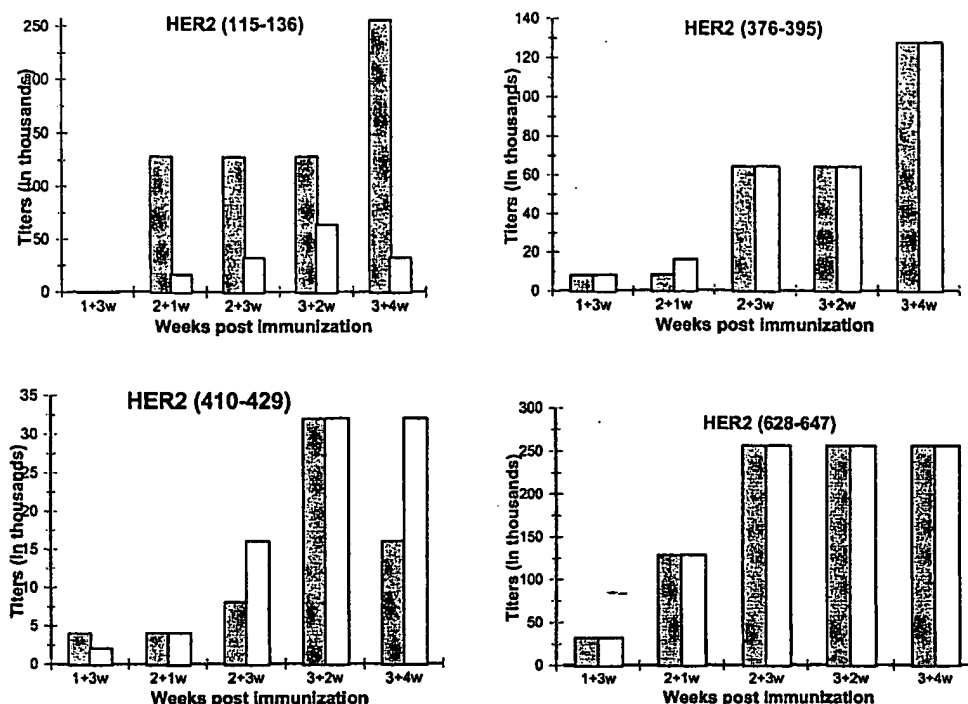 HER2 (115-136)
Titers (In thousands)
250
200
150
100
50
0
1+3w 2+1w 2+3w 3+2w 3+4w
Weeks post immunization
HER2 (376-395)
Titers (In thousands)
140
120
100
80
60
40
20
0
1+3w 2+1w 2+3w 3+2w 3+4w
Weeks post immunization
HER2 (410-429)
Titers (In thousands)
35
30
25
20
15
10
5
0
1+3w 2+1w 2+3w 3+2w 3+4w
Weeks post immunization
HER2 (628-647)
Titers (In thousands)
300
250
200
150
100
50
0
1+3w 2+1w 2+3w 3+2w 3+4w
Weeks post immunization